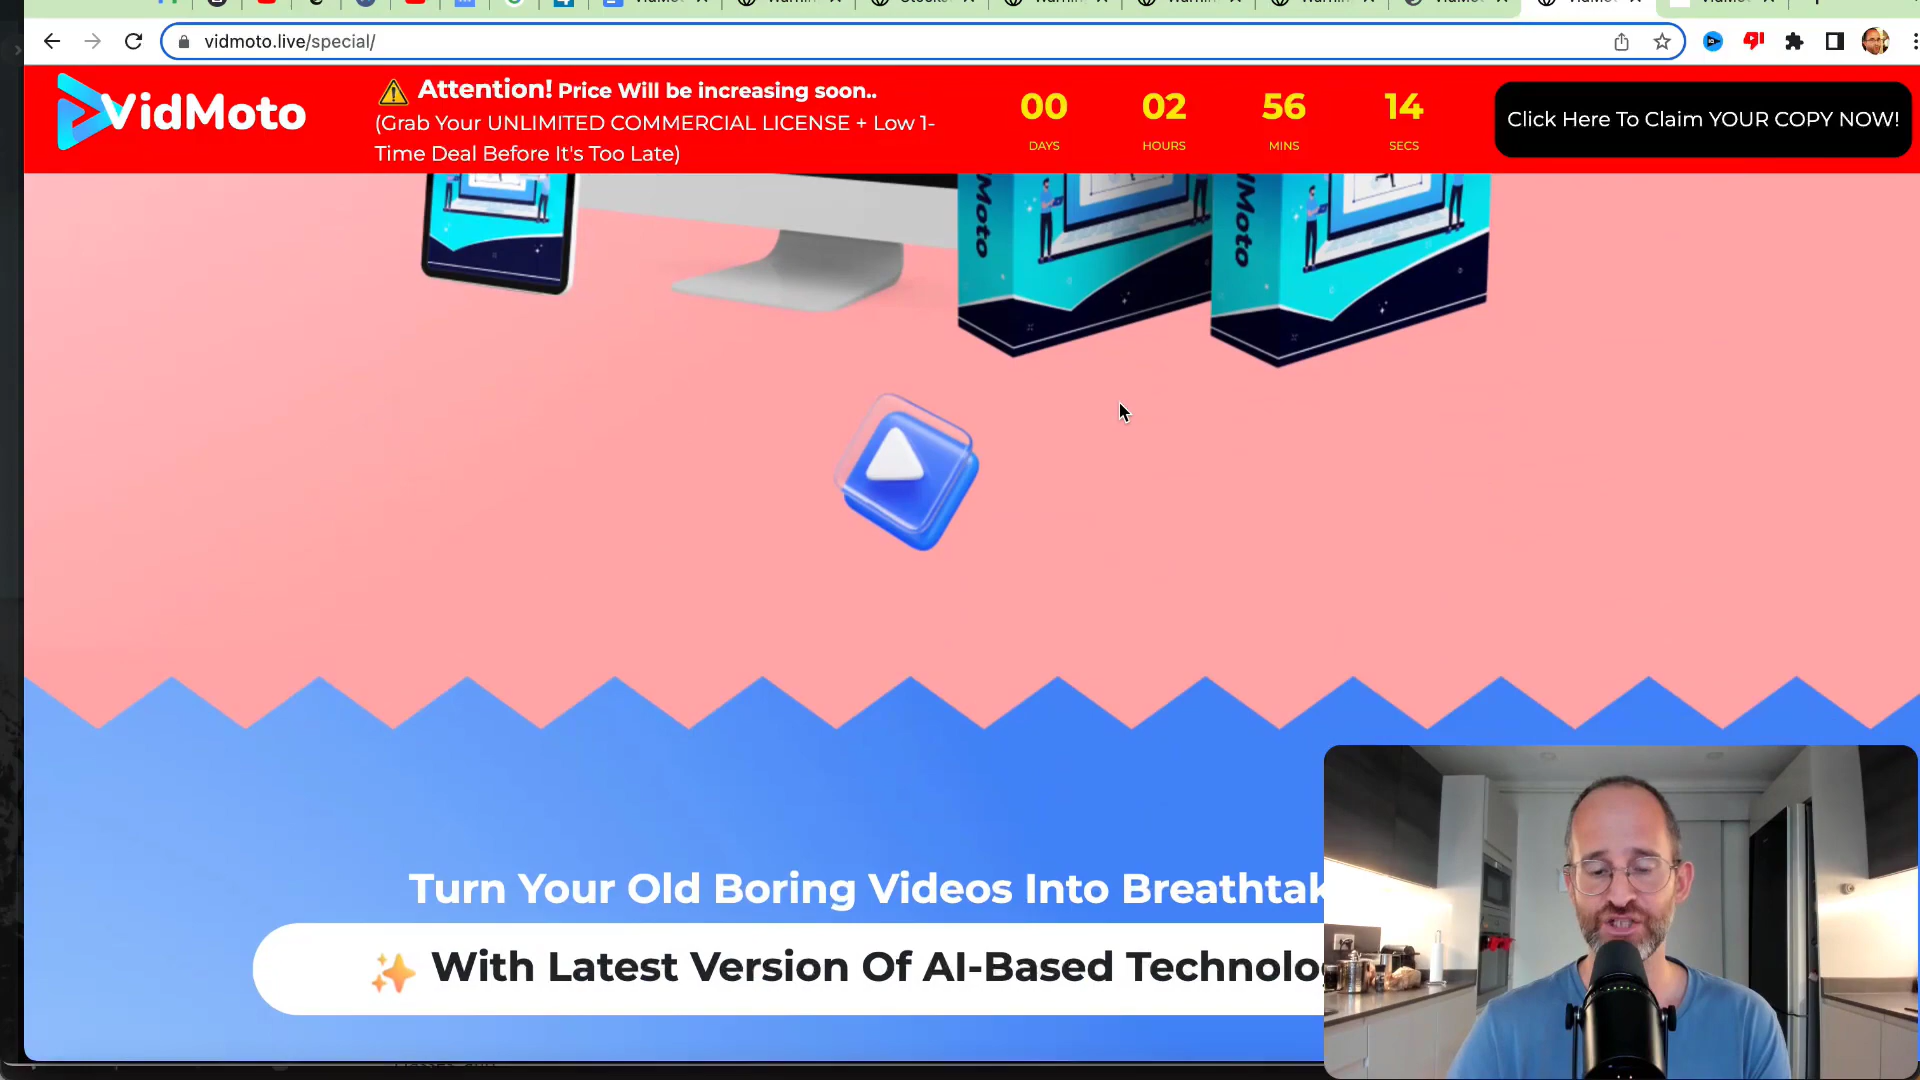 vidmoto.live/special/
VidMoto
Attention! Price Will be increasing soon..
(Grab Your UNLIMITED COMMERCIAL LICENSE + Low 1-
Time Deal Before It's Too Late)
00 02 56 14
DAYS HOURS MINS SECS
Click Here To Claim YOUR COPY NOW!
Moto
Moto
Turn Your Old Boring Videos Into Breathtak
With Latest Version Of AI-Based Technolo